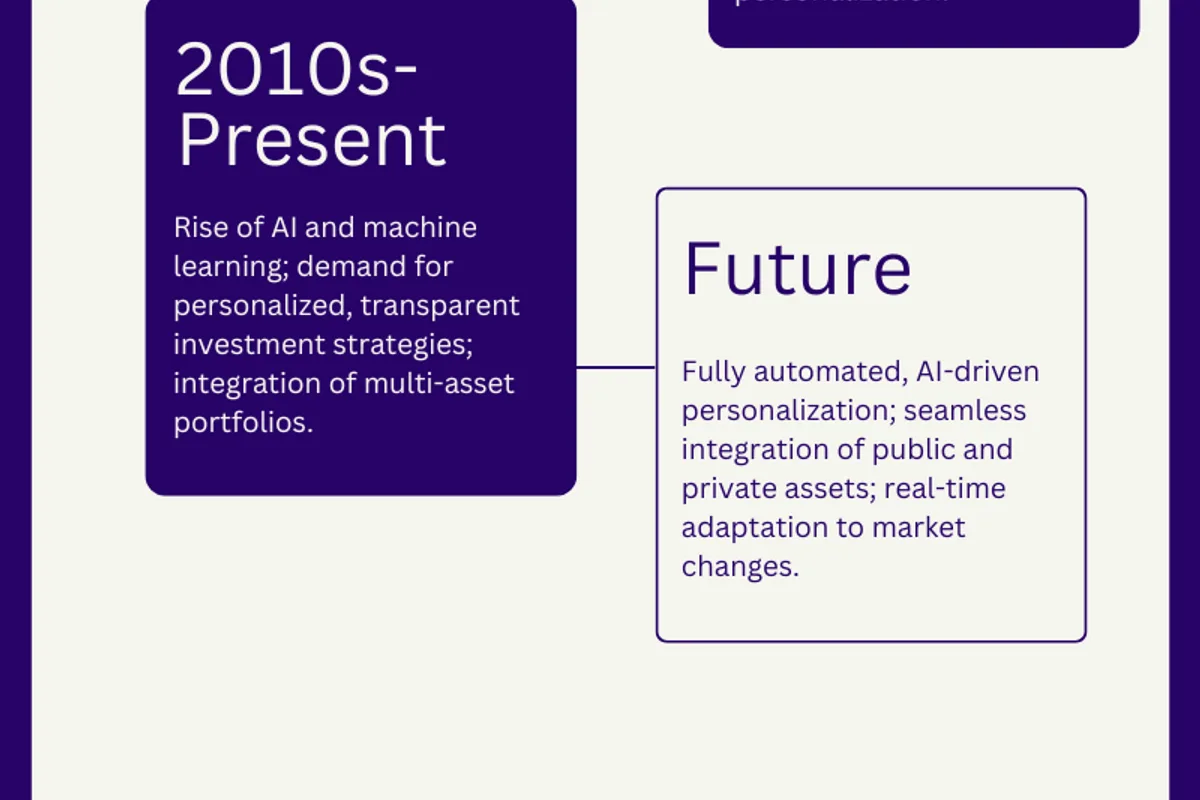 personalization.
2010s-
Present
Rise of AI and machine
learning; demand for
personalized, transparent
investment strategies;
integration of multi-asset
portfolios.
Future
Fully automated, AI-driven
personalization; seamless
integration of public and
private assets; real-time
adaptation to market
changes.